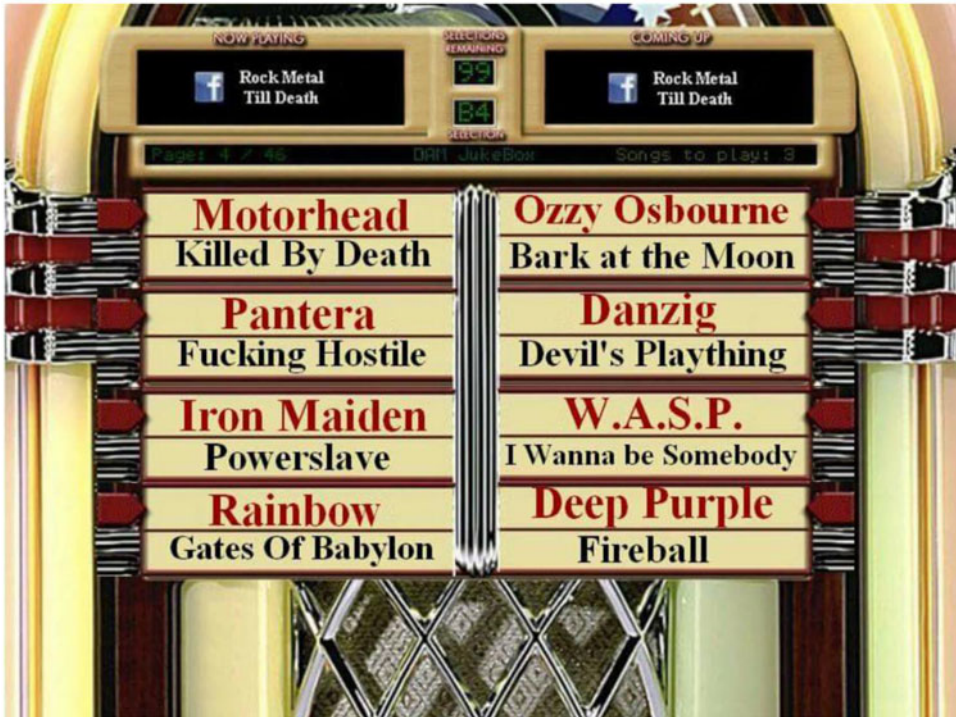 NOW PLAYING
SELECTIONS
REMAINING
COMING UP
f Rock Metal
Till Death
99
f Rock Metal
Till Death
B4
SELECTION
Page: 4 / 46 DAM JukeBox Songs to play: 3
Motorhead
Killed By Death
Ozzy Osbourne
Bark at the Moon
Pantera
Fucking Hostile
Danzig
Devil's Plaything
Iron Maiden
Powerslave
W.A.S.P.
I Wanna be Somebody
Rainbow
Gates Of Babylon
Deep Purple
Fireball